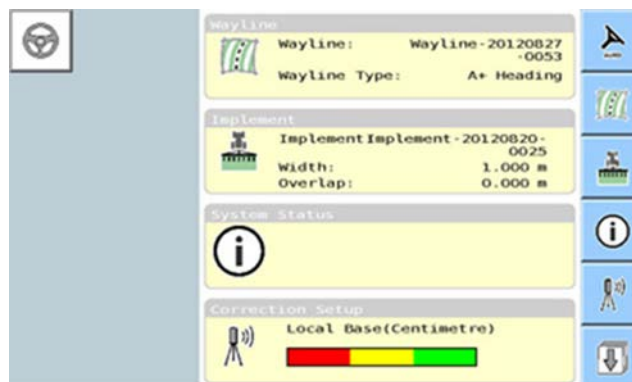 Wayline
Wayline: Wayline-20120827
-0053
Wayline Type: A+ Heading
Implement
Implement Implement-20120820-
0025
Width: 1.000 m
Overlap: 0.000 m
System Status
Correction Setup
Local Base(Centimetre)